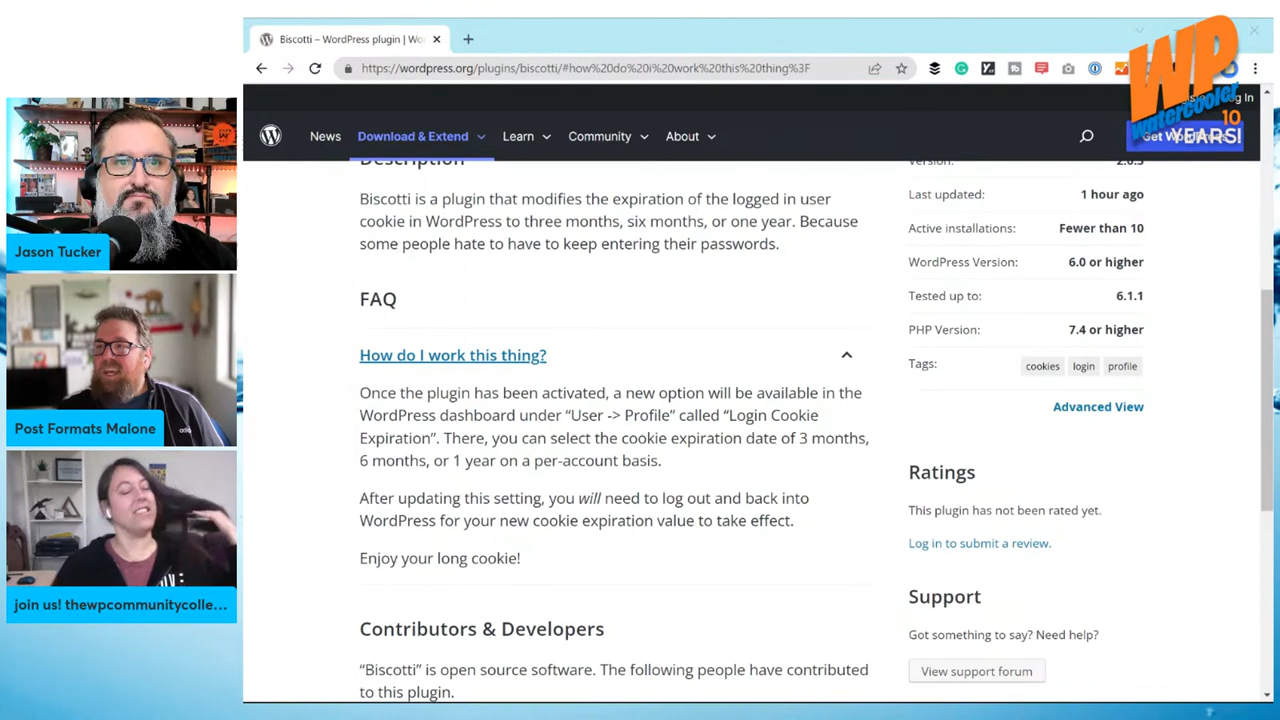 Biscotti – WordPress plugin | Wo
https://wordpress.org/plugins/biscotti/#how%20do%20i%20work%20this%20thing%3F
WP
watercooler
10
YEARS!
Log In
News
Download & Extend
Learn
Community
About
Get
Description
Biscotti is a plugin that modifies the expiration of the logged in user
cookie in WordPress to three months, six months, or one year. Because
some people hate to have to keep entering their passwords.
FAQ
How do I work this thing?
Once the plugin has been activated, a new option will be available in the
WordPress dashboard under “User -> Profile” called “Login Cookie
Expiration”. There, you can select the cookie expiration date of 3 months,
6 months, or 1 year on a per-account basis.
After updating this setting, you will need to log out and back into
WordPress for your new cookie expiration value to take effect.
Enjoy your long cookie!
Contributors & Developers
“Biscotti” is open source software. The following people have contributed
to this plugin.
Version:
Last updated: 1 hour ago
Active installations: Fewer than 10
WordPress Version: 6.0 or higher
Tested up to: 6.1.1
PHP Version: 7.4 or higher
Tags: cookies login profile
Advanced View
Ratings
This plugin has not been rated yet.
Log in to submit a review.
Support
Got something to say? Need help?
View support forum
Jason Tucker
Post Formats Malone
join us! thewpcommunitycolle...